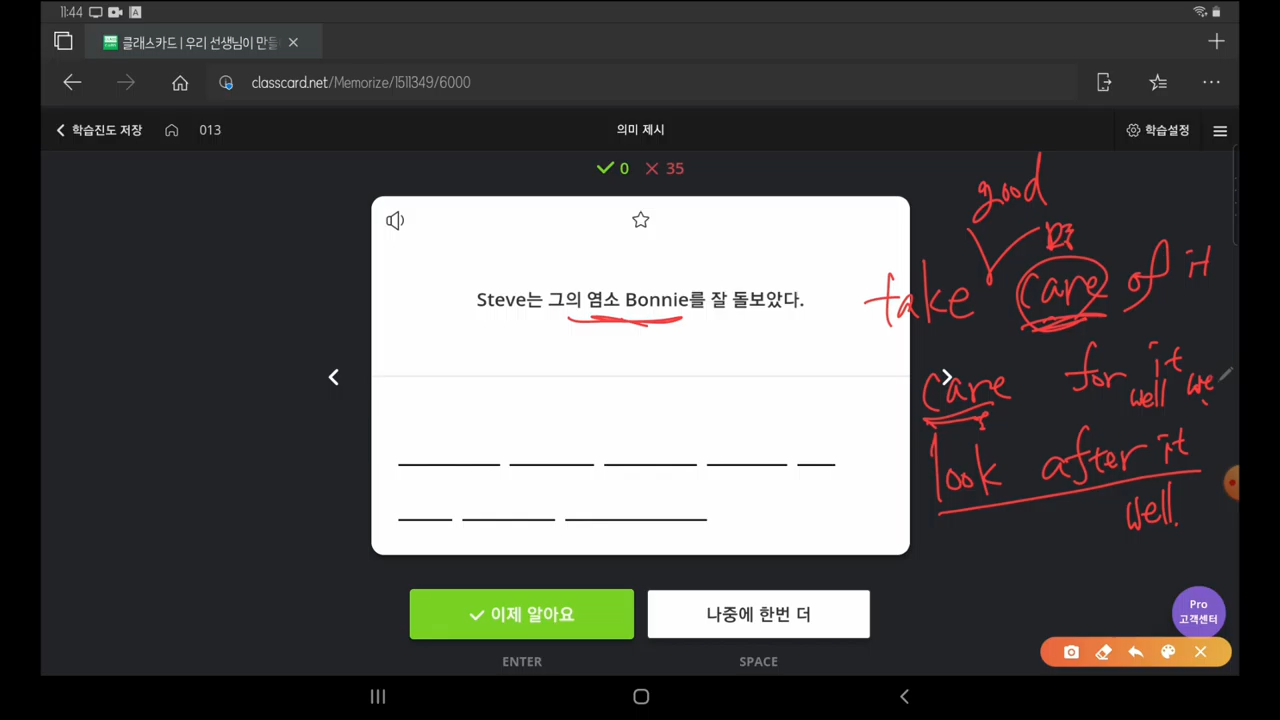 11:44
클래스카드 | 우리 선생님이 만들
classcard.net/Memorize/1511349/6000
학습진도 저장 013 의미 제시 학습설정
0 35
good
take care of it
Steve는 그의 염소 Bonnie를 잘 돌보았다.
care for it
well we
look after it
well.
이제 알아요 나중에 한번 더
ENTER SPACE
Pro
고객센터